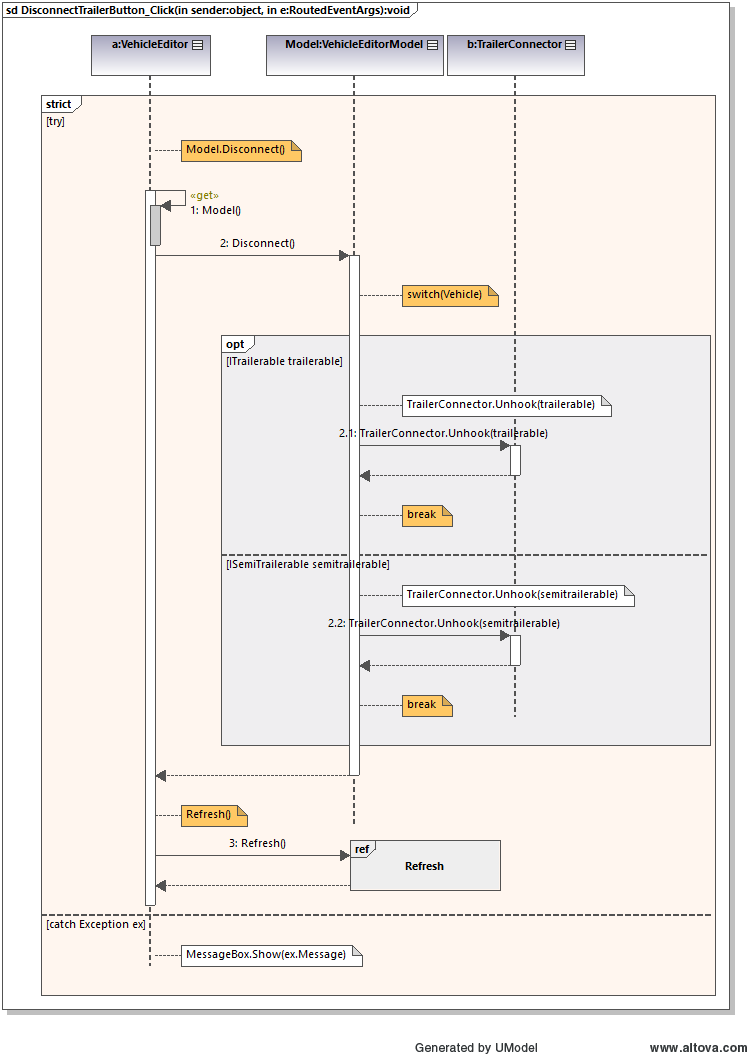 sd DisconnectTrailerButton_Click(in sender:object, in e:RoutedEventArgs):void
a:VehicleEditor
Model:VehicleEditorModel
b:TrailerConnector
strict
[try]
Model.Disconnect()
«get»
1: Model()
2: Disconnect()
switch(Vehicle)
opt
[ITrailerable trailerable]
TrailerConnector.Unhook(trailerable)
2.1: TrailerConnector.Unhook(trailerable)
break
[ISemiTrailerable semitrailerable]
TrailerConnector.Unhook(semitrailerable)
2.2: TrailerConnector.Unhook(semitrailerable)
break
Refresh()
3: Refresh()
ref
Refresh
[catch Exception ex]
MessageBox.Show(ex.Message)
Generated by UModel
www.altova.com